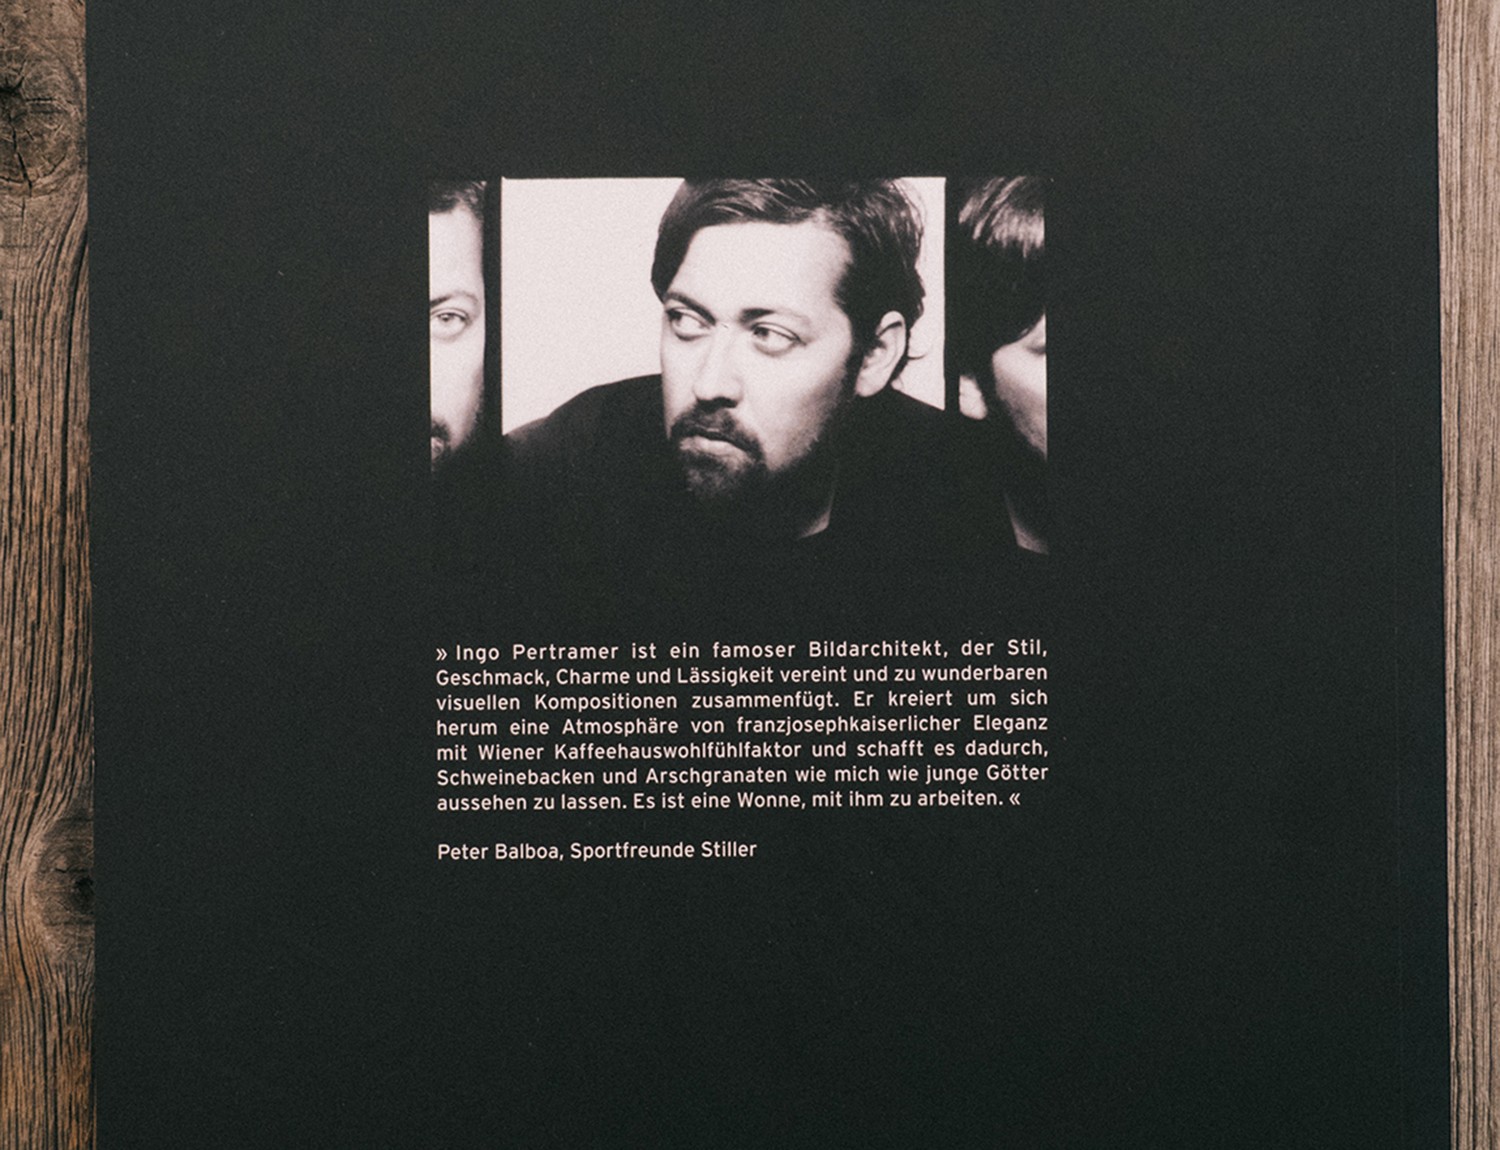 » Ingo Pertramer ist ein famoser Bildarchitekt, der Stil,
Geschmack, Charme und Lässigkeit vereint und zu wunderbaren
visuellen Kompositionen zusammenfügt. Er kreiert um sich
herum eine Atmosphäre von franzjosephkaiserlicher Eleganz
mit Wiener Kaffeehauswohlfühlfaktor und schafft es dadurch,
Schweinebacken und Arschgranaten wie mich wie junge Götter
aussehen zu lassen. Es ist eine Wonne, mit ihm zu arbeiten. «
Peter Balboa, Sportfreunde Stiller